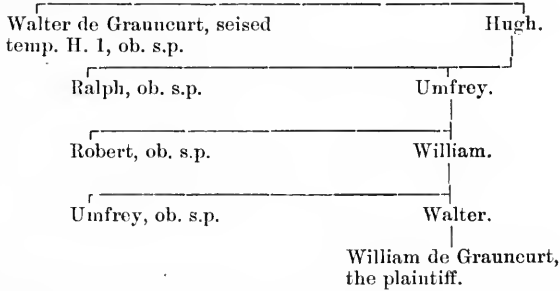 Walter de Grauncurt, seised Hugh.
temp. H. 1, ob. s.p.
Ralph, ob. s.p. Umfrey.
Robert, ob. s.p. William.
Umfrey, ob. s.p. Walter.
William de Grauncurt,
the plaintiff.